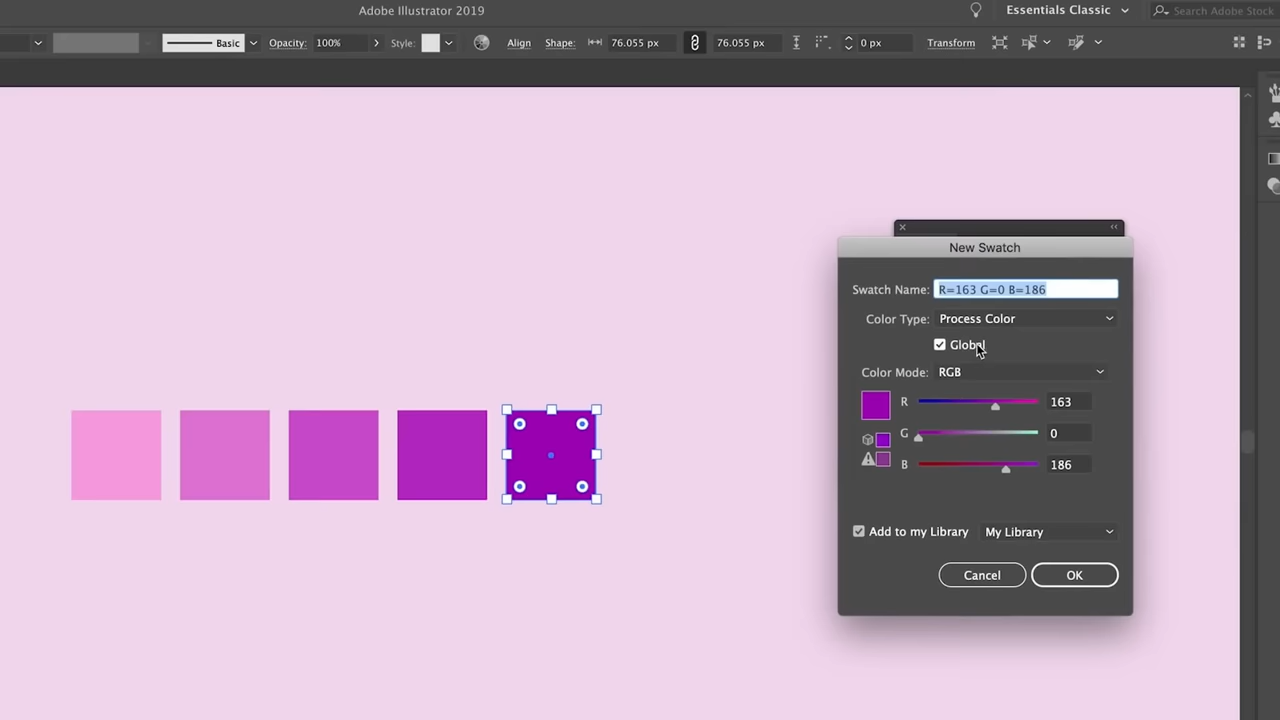 Adobe Illustrator 2019
Essentials Classic
Search Adobe Stock
Basic
Opacity: 100%
Style:
Align
Shape:
76.055 px
76.055 px
0 px
Transform
New Swatch
Swatch Name: R=163 G=0 B=186
Color Type: Process Color
Global
Color Mode: RGB
R 163
G 0
B 186
Add to my Library
My Library
Cancel
OK